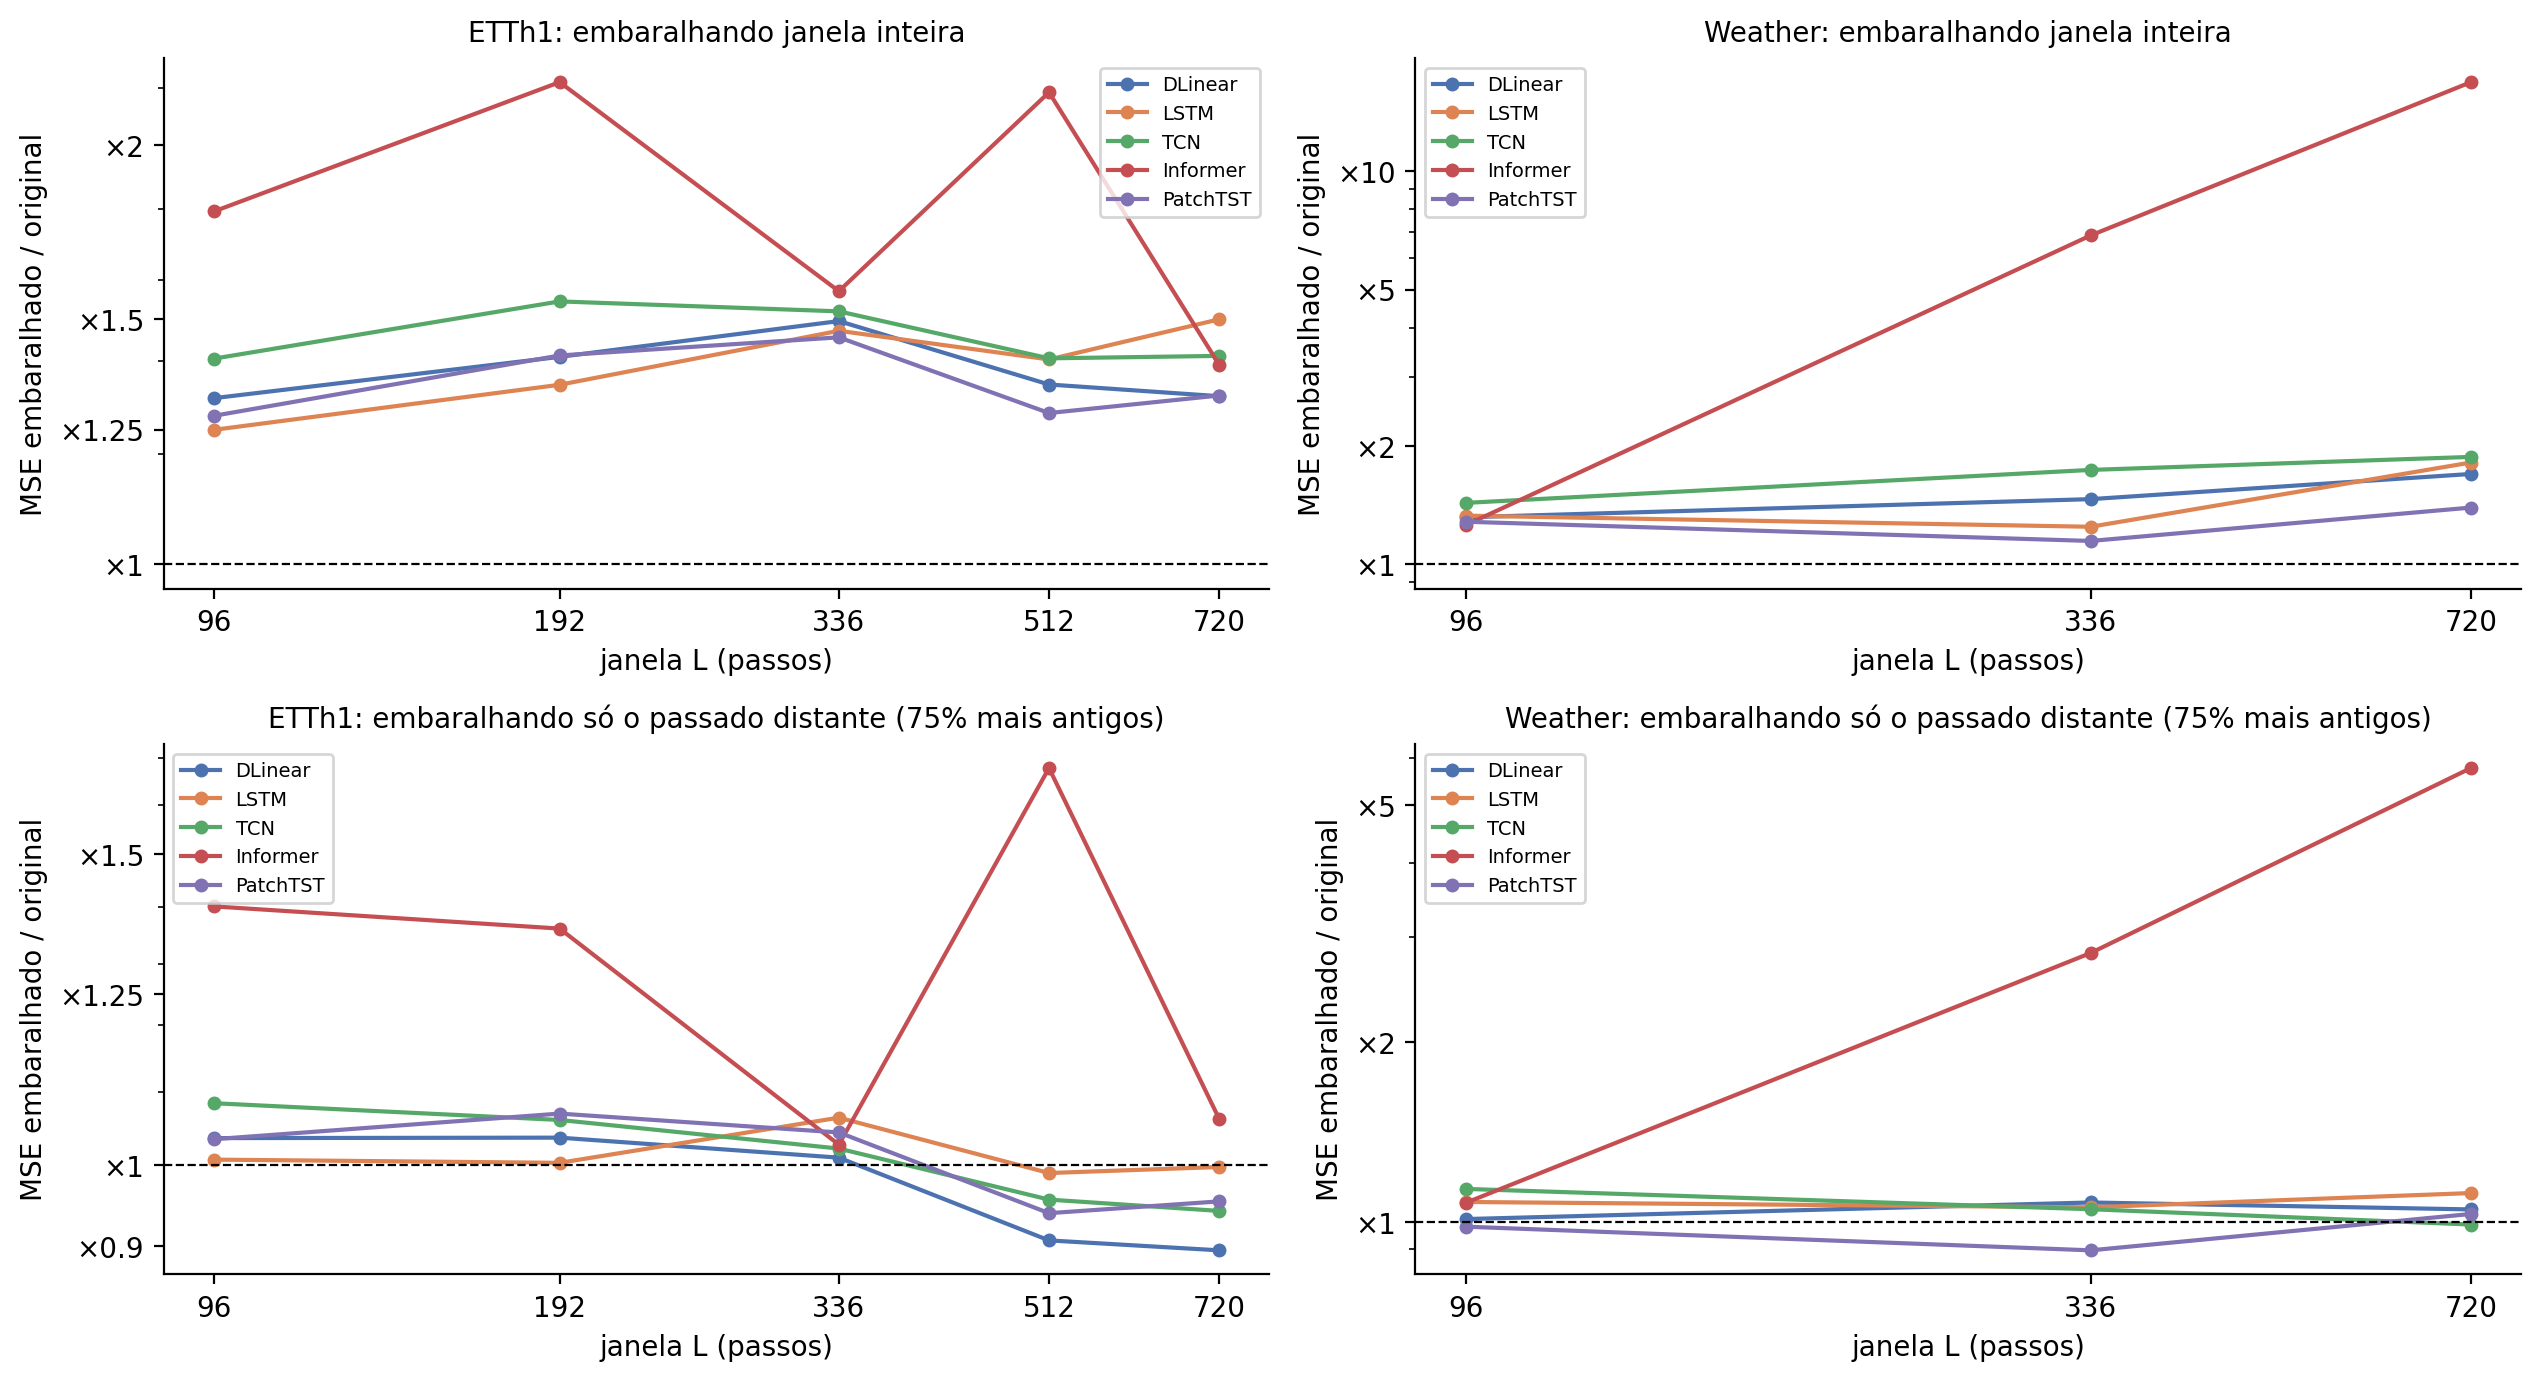 ETTh1: embaralhando janela inteira
MSE embaralhado / original
×2
×1.5
×1.25
×1
DLinear
LSTM
TCN
Informer
PatchTST
96 192 336 512 720
janela L (passos)
Weather: embaralhando janela inteira
MSE embaralhado / original
×10
×5
×2
×1
DLinear
LSTM
TCN
Informer
PatchTST
96 336 720
janela L (passos)
ETTh1: embaralhando só o passado distante (75% mais antigos)
MSE embaralhado / original
×1.5
×1.25
×1
×0.9
DLinear
LSTM
TCN
Informer
PatchTST
96 192 336 512 720
janela L (passos)
Weather: embaralhando só o passado distante (75% mais antigos)
MSE embaralhado / original
×5
×2
×1
DLinear
LSTM
TCN
Informer
PatchTST
96 336 720
janela L (passos)